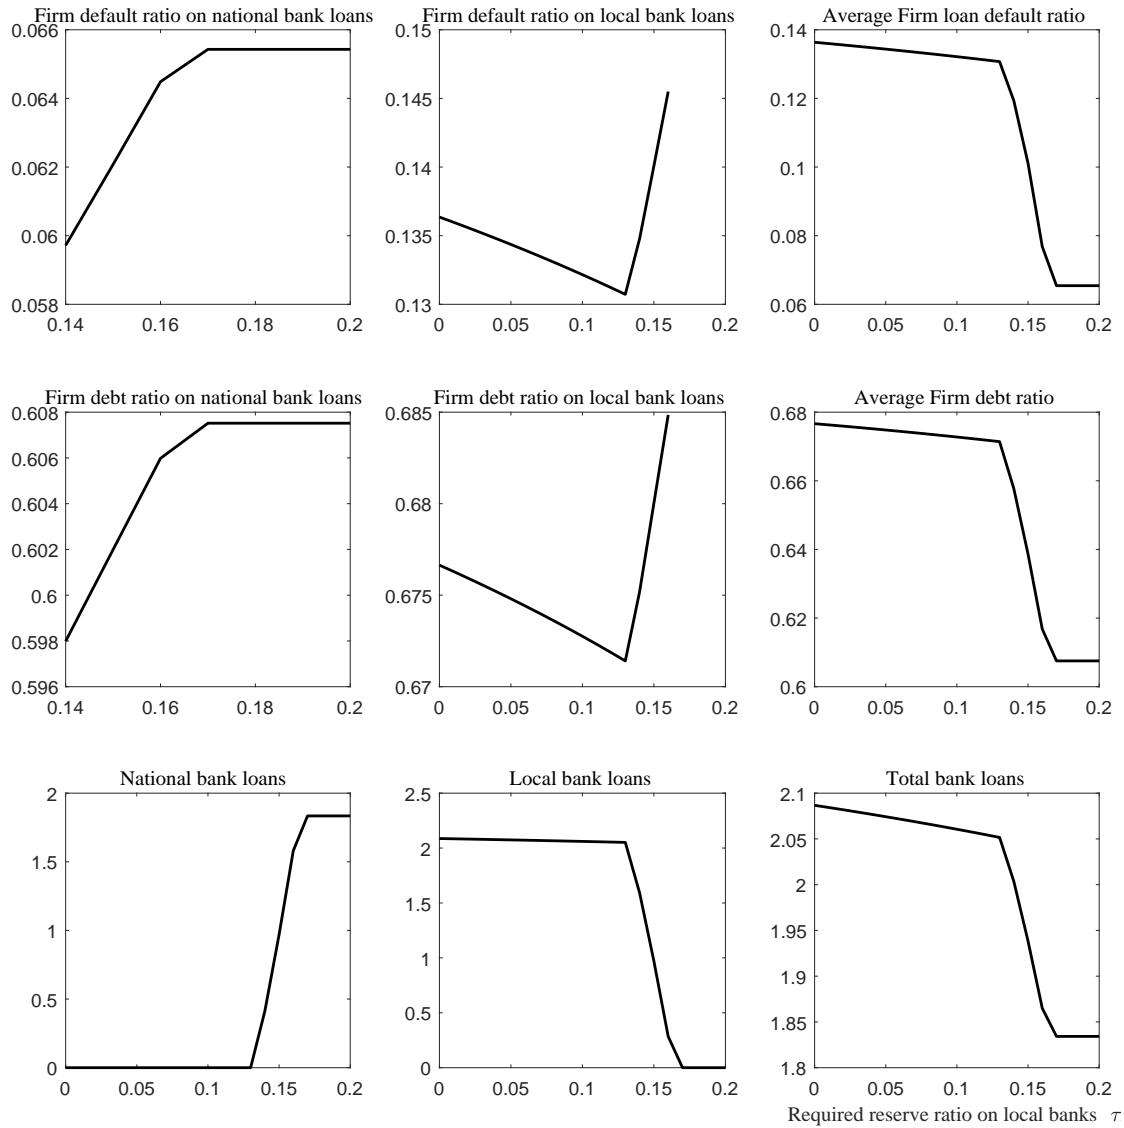 Firm default ratio on national bank loans
0.066
0.064
0.062
0.06
0.058
0.14 0.16 0.18 0.2
Firm default ratio on local bank loans
0.15
0.145
0.14
0.135
0.13
0 0.05 0.1 0.15 0.2
Average Firm loan default ratio
0.14
0.12
0.1
0.08
0.06
0 0.05 0.1 0.15 0.2
Firm debt ratio on national bank loans
0.608
0.606
0.604
0.602
0.6
0.598
0.596
0.14 0.16 0.18 0.2
Firm debt ratio on local bank loans
0.685
0.68
0.675
0.67
0 0.05 0.1 0.15 0.2
Average Firm debt ratio
0.68
0.66
0.64
0.62
0.6
0 0.05 0.1 0.15 0.2
National bank loans
2
1.5
1
0.5
0
0 0.05 0.1 0.15 0.2
Local bank loans
2.5
2
1.5
1
0.5
0
0 0.05 0.1 0.15 0.2
Total bank loans
2.1
2.05
2
1.95
1.9
1.85
1.8
0 0.05 0.1 0.15 0.2
Required reserve ratio on local banks τ